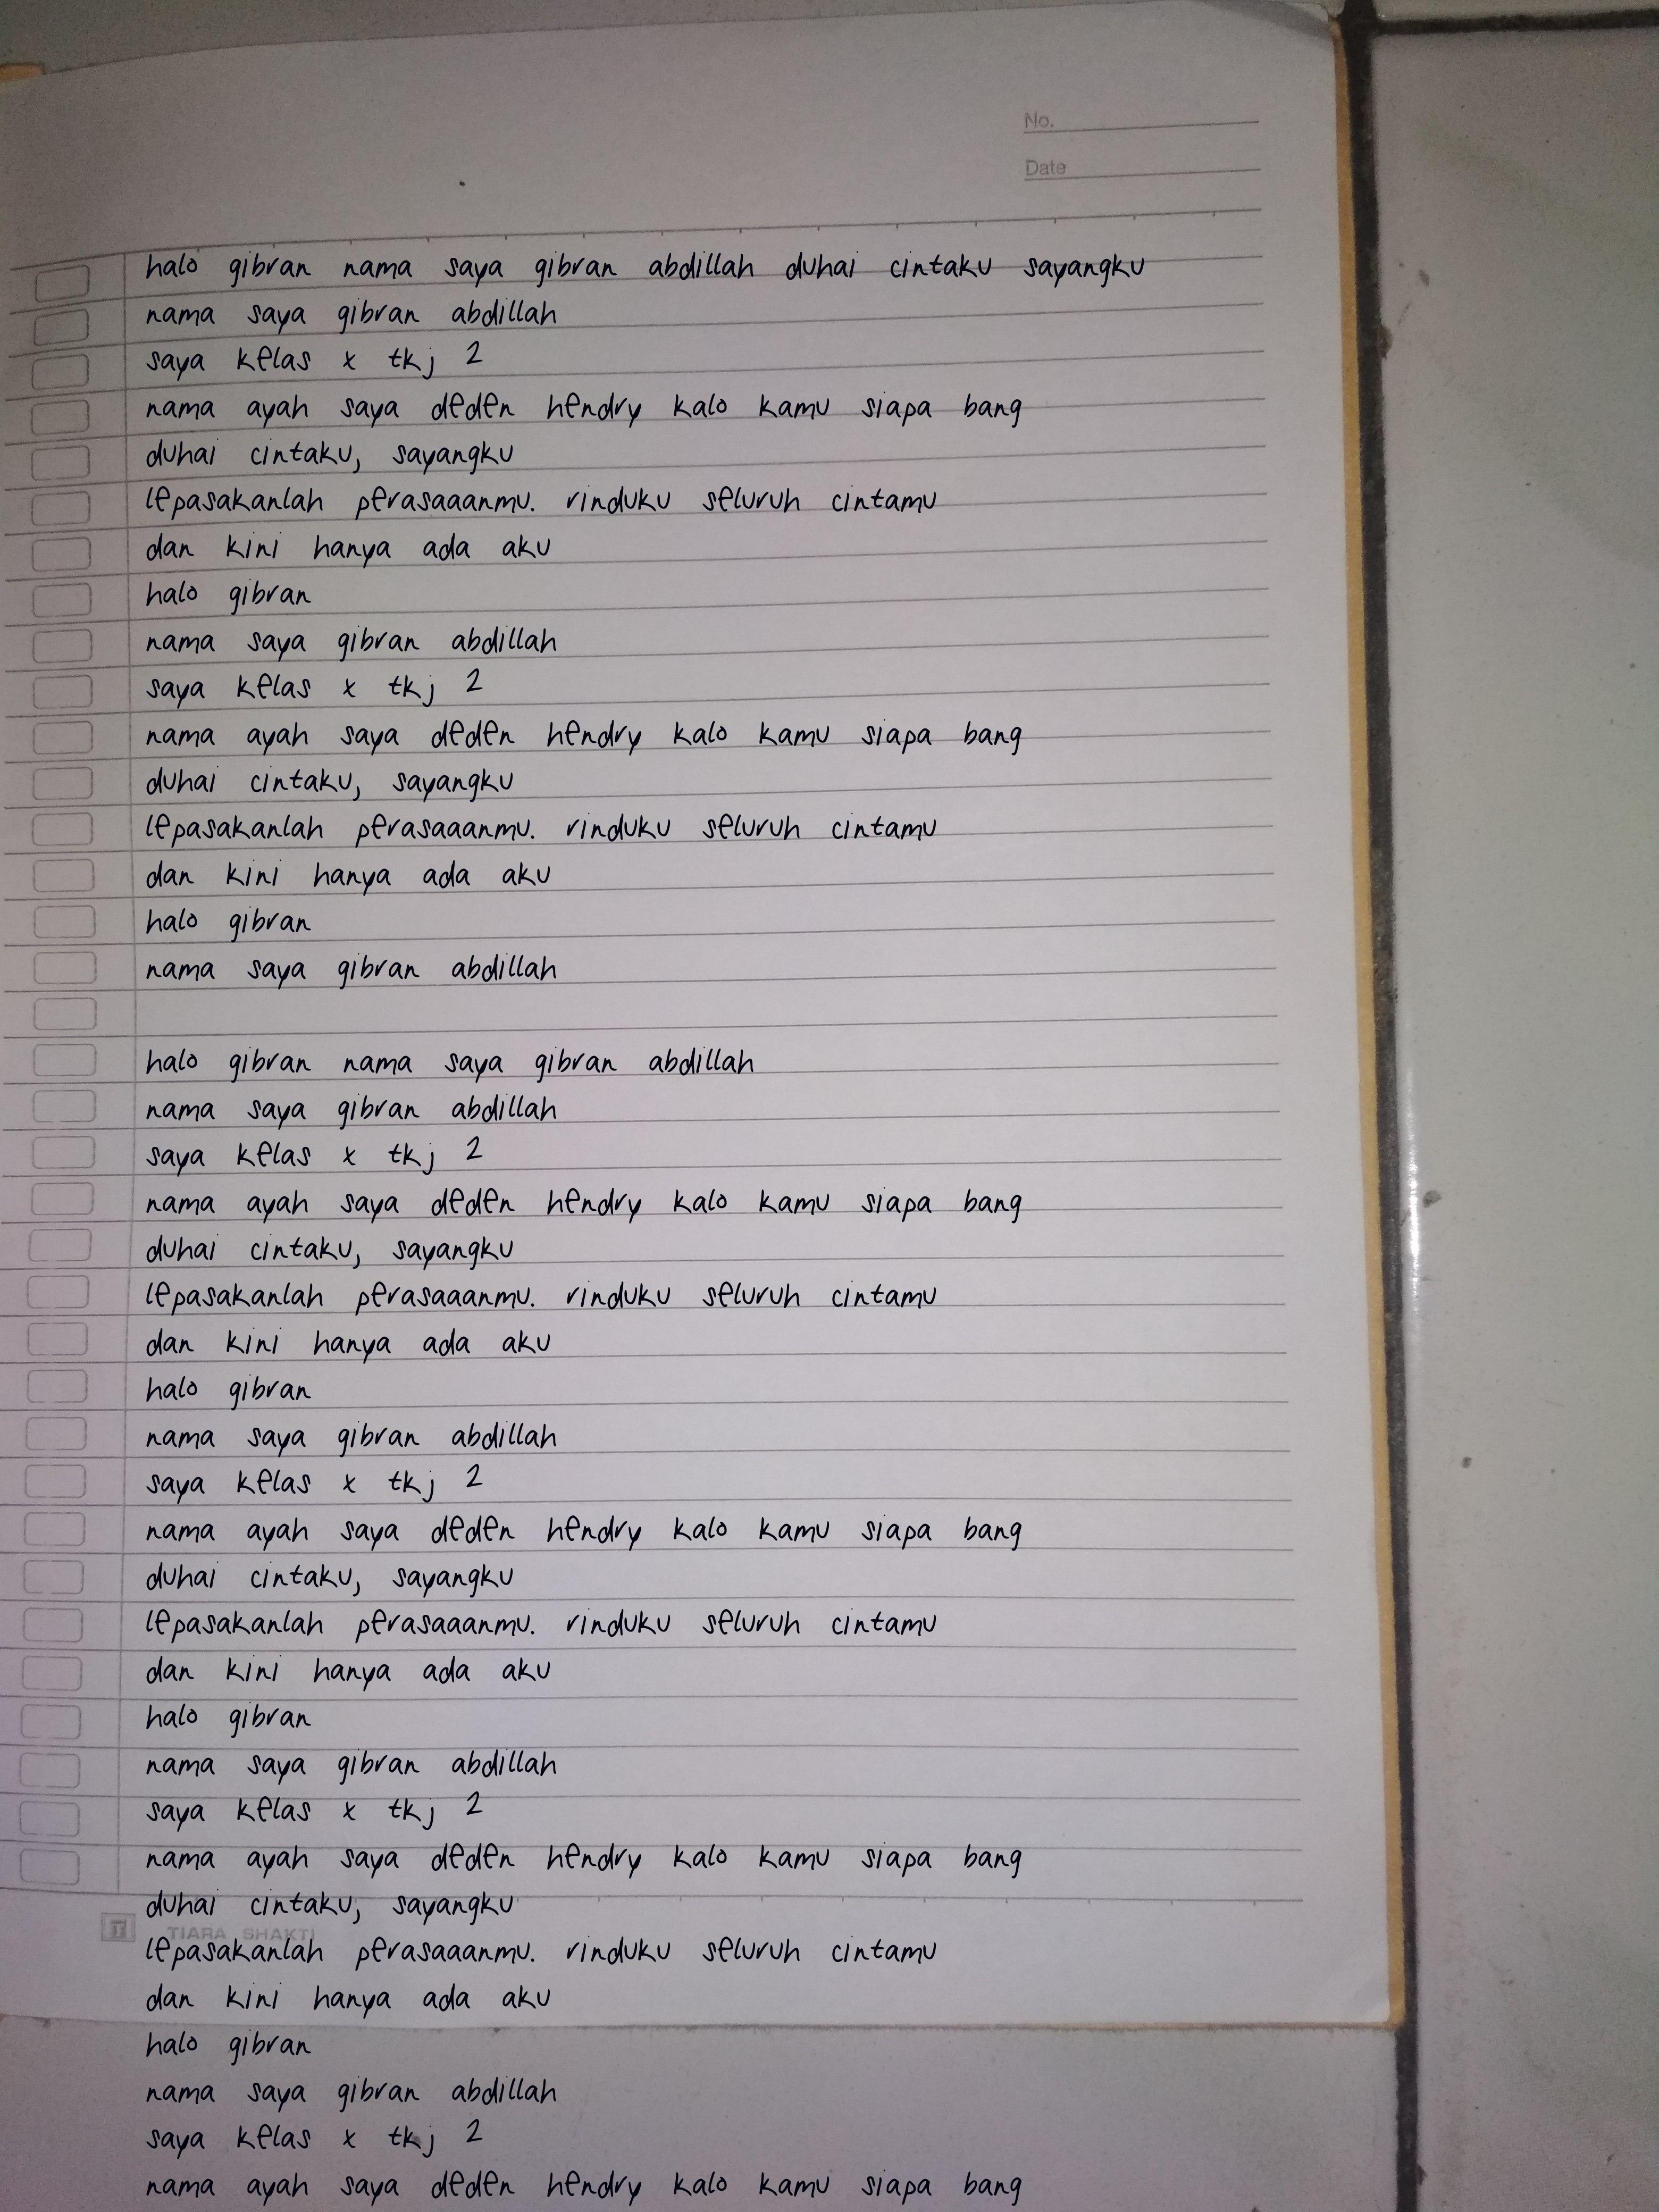 No.
Date
halo gibran nama saya gibran abdillah duhai cintaku sayangku
nama saya gibran abdillah
saya kelas x tkj 2
nama ayah saya deden hendry kalo kamu siapa bang
duhai cintaku, sayangku
lepasakanlah perasaaanmu. rinduku seluruh cintamu
dan kini hanya ada aku
halo gibran
nama saya gibran abdillah
saya kelas x tkj 2
nama ayah saya deden hendry kalo kamu siapa bang
duhai cintaku, sayangku
lepasakanlah perasaaanmu. rinduku seluruh cintamu
dan kini hanya ada aku
halo gibran
nama saya gibran abdillah
halo gibran nama saya gibran abdillah
nama saya gibran abdillah
saya kelas x tkj 2
nama ayah saya deden hendry kalo kamu siapa bang
duhai cintaku, sayangku
lepasakanlah perasaaanmu. rinduku seluruh cintamu
dan kini hanya ada aku
halo gibran
nama saya gibran abdillah
saya kelas x tkj 2
nama ayah saya deden hendry kalo kamu siapa bang
duhai cintaku, sayangku
lepasakanlah perasaaanmu. rinduku seluruh cintamu
dan kini hanya ada aku
halo gibran
nama saya gibran abdillah
saya kelas x tkj 2
nama ayah saya deden hendry kalo kamu siapa bang
duhai cintaku, sayangku
TIARA SHAKTI
lepasakanlah perasaaanmu. rinduku seluruh cintamu
dan kini hanya ada aku
halo gibran
nama saya gibran abdillah
saya kelas x tkj 2
nama ayah saya deden hendry kalo kamu siapa bang